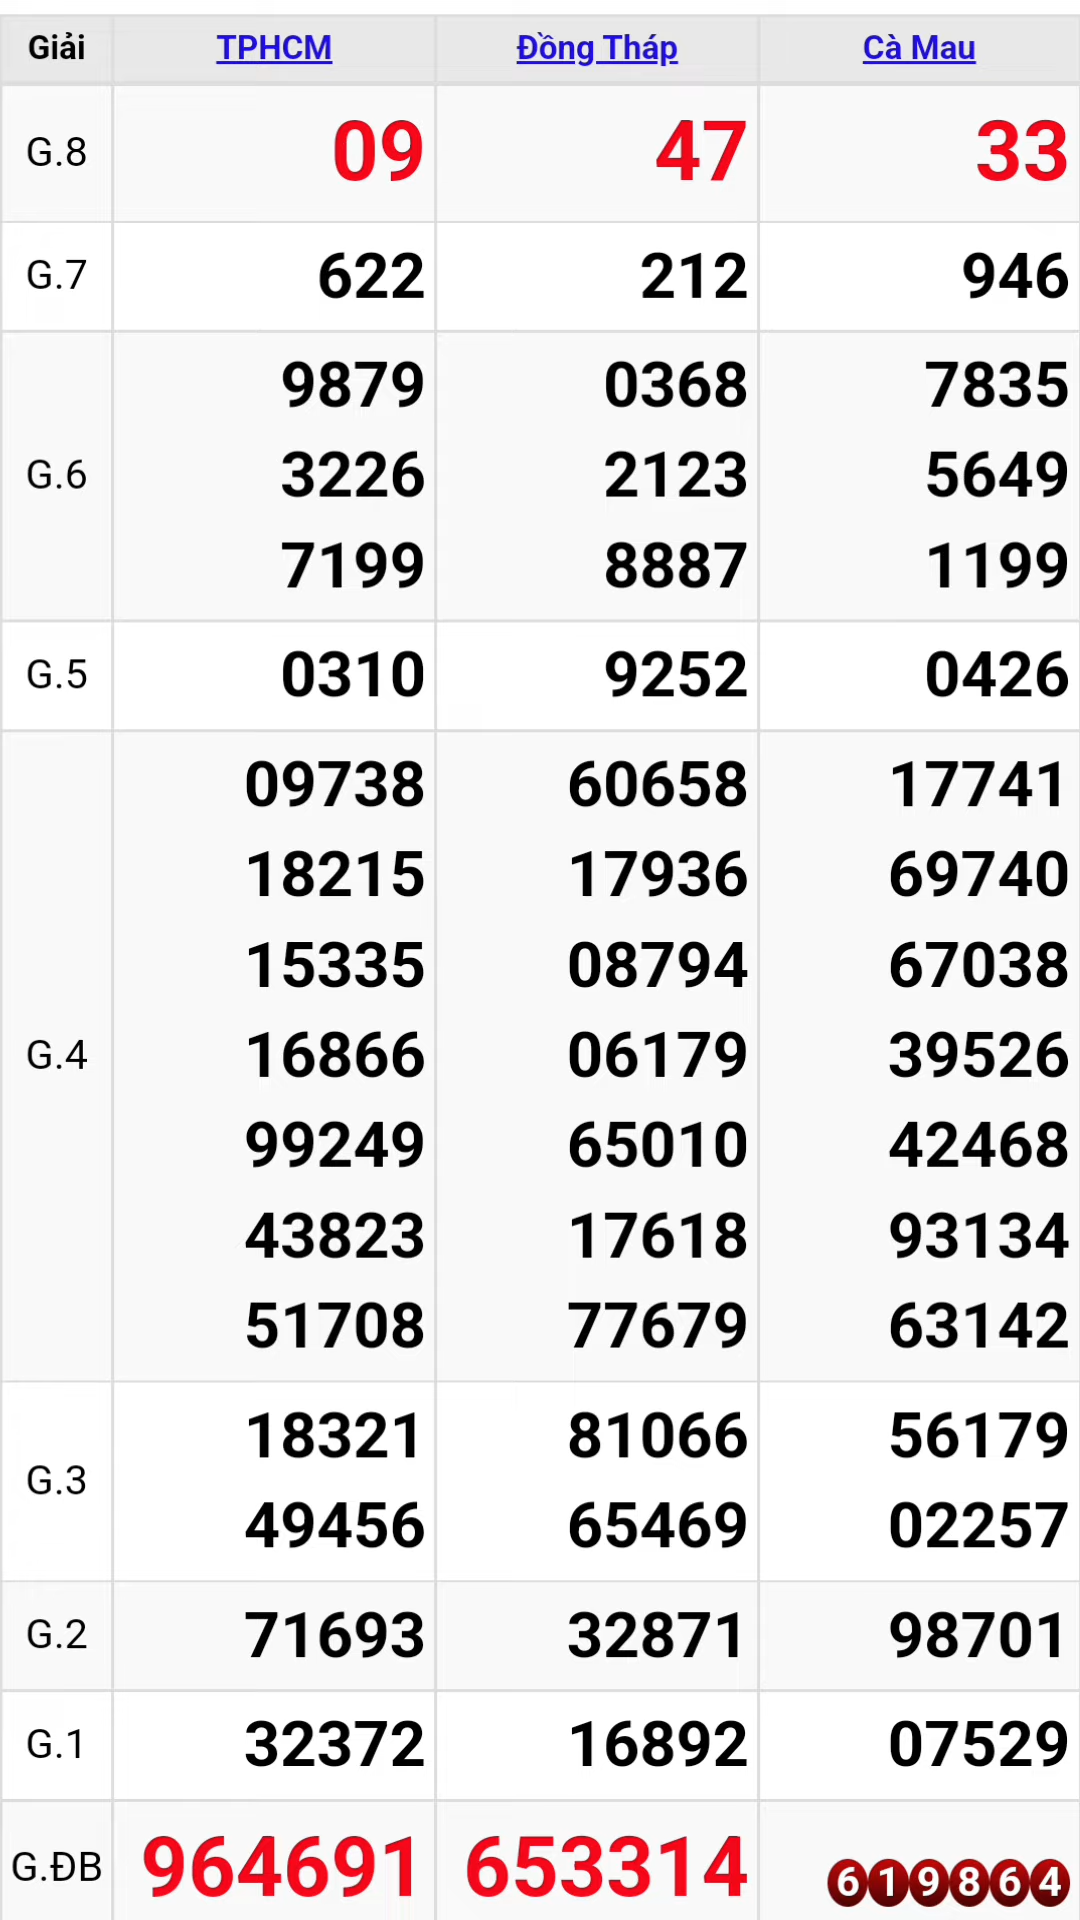 Giải TPHCM Đồng Tháp Cà Mau
G.8 09 47 33
G.7 622 212 946
9879 0368 7835
G.6 3226 2123 5649
7199 8887 1199
G.5 0310 9252 0426
09738 60658 17741
18215 17936 69740
15335 08794 67038
G.4 16866 06179 39526
99249 65010 42468
43823 17618 93134
51708 77679 63142
18321 81066 56179
G.3
49456 65469 02257
G.2 71693 32871 98701
G.1 32372 16892 07529
G.ĐB 964691 653314 619864